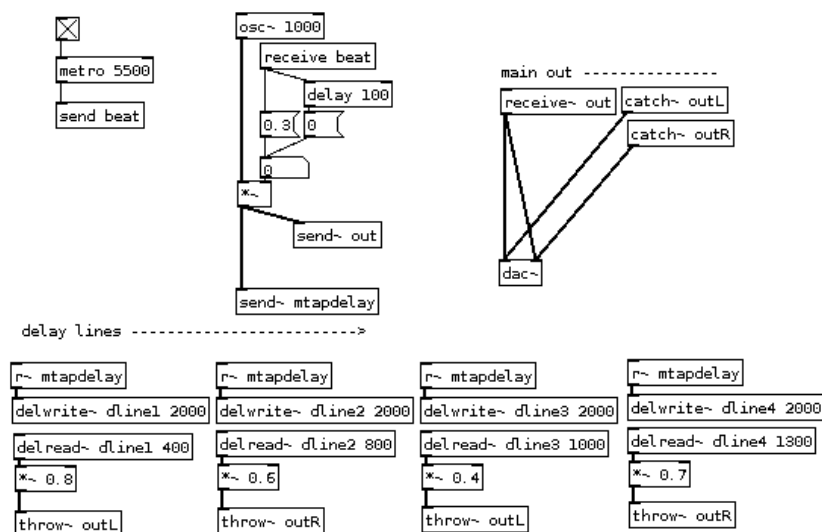 metro 5500
send beat
osc~ 1000
receive beat
delay 100
0.3
0
0
*~
send~ out
send~ mtapdelay
main out --------------
receive~ out
catch~ outL
catch~ outR
dac~
delay lines ------------------------>
r~ mtapdelay
delwrite~ dline1 2000
delread~ dline1 400
*~ 0.8
throw~ outL
r~ mtapdelay
delwrite~ dline2 2000
delread~ dline2 800
*~ 0.6
throw~ outR
r~ mtapdelay
delwrite~ dline3 2000
delread~ dline3 1000
*~ 0.4
throw~ outL
r~ mtapdelay
delwrite~ dline4 2000
delread~ dline4 1300
*~ 0.7
throw~ outR